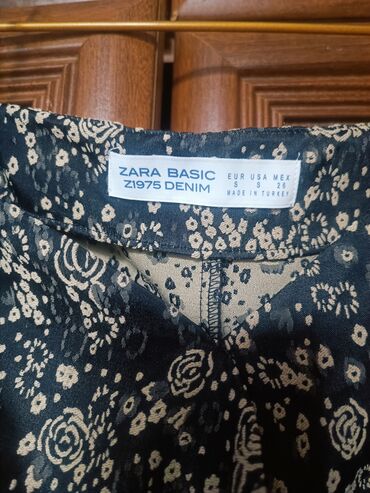 ZARA BASIC
Z1975 DENIM
EUR USA MEX
S S 26
MADE IN TURKEY